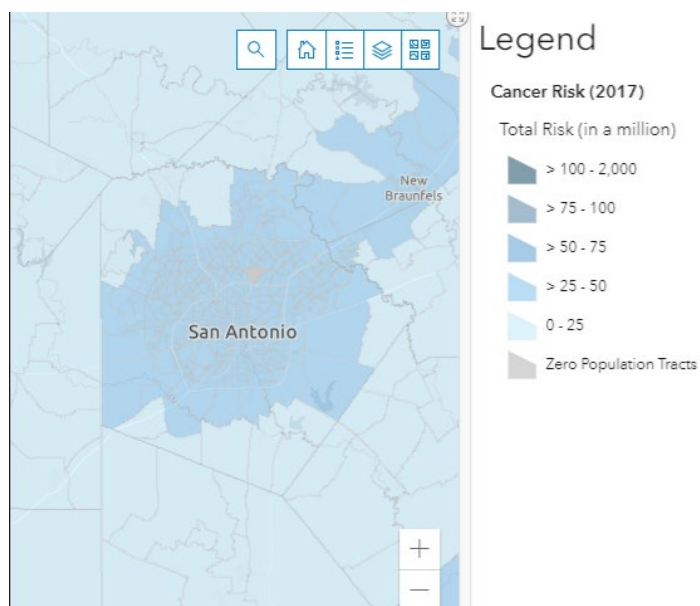 Legend
Cancer Risk (2017)
Total Risk (in a million)
> 100 - 2,000
> 75 - 100
> 50 - 75
> 25 - 50
0 - 25
Zero Population Tracts
New
Braunfels
San Antonio